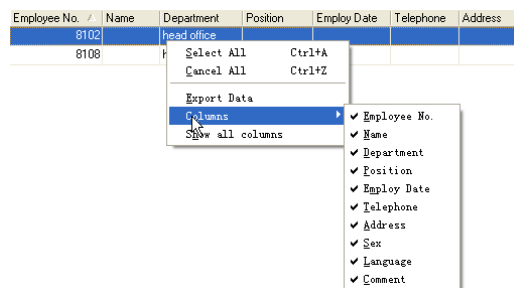 Employee No. Name Department Position Employ Date Telephone Address
8102 head office
8108
Select All Ctrl+A
Cancel All Ctrl+Z
Export Data
Columns
Show all columns
Employee No.
Name
Department
Position
Employ Date
Telephone
Address
Sex
Language
Comment